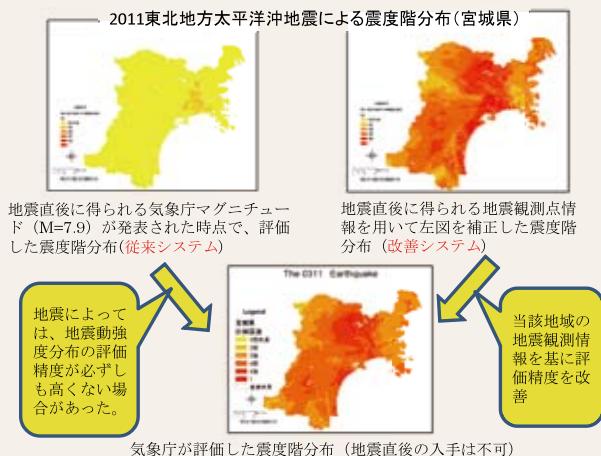 2011東北地方太平洋沖地震による震度階分布（宮城県）
地震直後に得られる気象庁マグニチュー
ド（M=7.9）が発表された時点で、評価
した震度階分布(従来システム)
地震直後に得られる地震観測点情
報を用いて左図を補正した震度階
分布（改善システム）
地震によって
は、地震動強
度分布の評価
精度が必ずし
も高くない場
合があった。
The 0311 Earthquake
Legend
宮城県
当該地域の
地震観測情
報を基に評
価精度を改
善
気象庁が評価した震度階分布（地震直後の入手は不可）